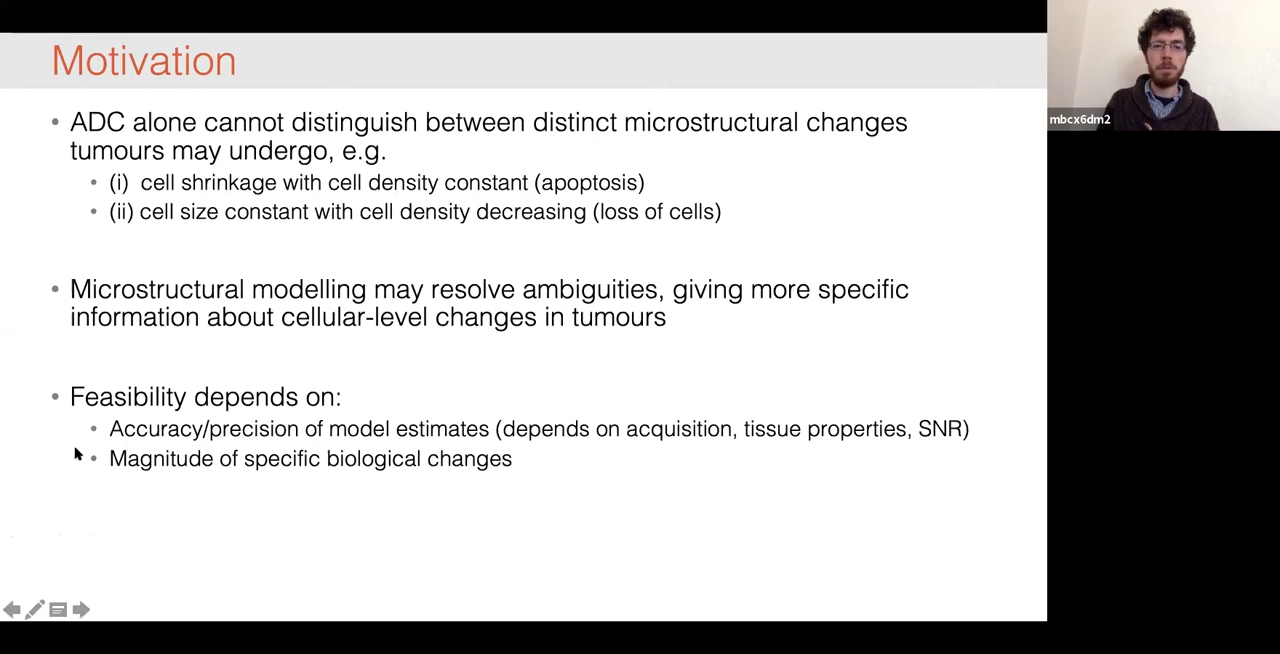 Motivation
• ADC alone cannot distinguish between distinct microstructural changes
tumours may undergo, e.g.
• (i) cell shrinkage with cell density constant (apoptosis)
• (ii) cell size constant with cell density decreasing (loss of cells)
• Microstructural modelling may resolve ambiguities, giving more specific
information about cellular-level changes in tumours
• Feasibility depends on:
• Accuracy/precision of model estimates (depends on acquisition, tissue properties, SNR)
• Magnitude of specific biological changes
mbcx6dm2